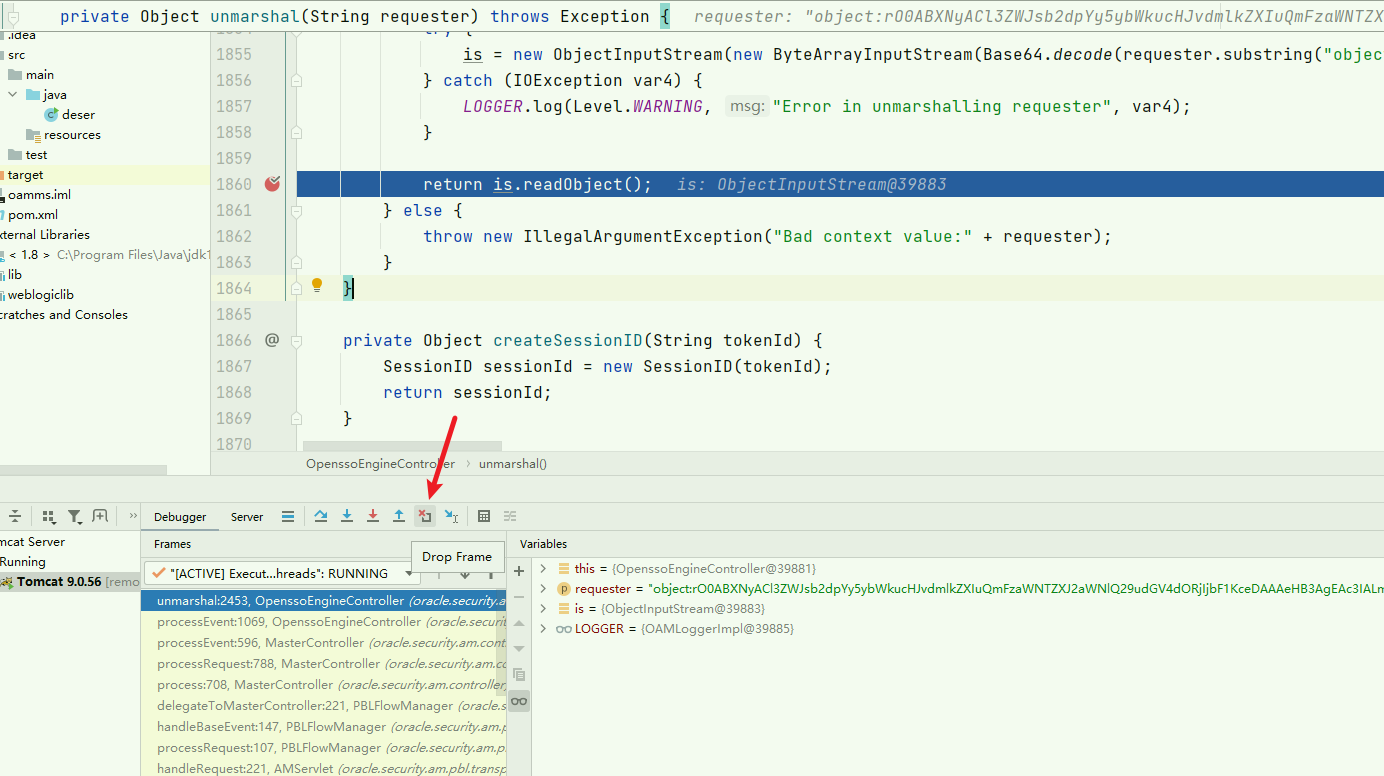 private Object unmarshal(String requester) throws Exception { requester: "object:rO0ABXNyACl3ZWJsb2dpYy5ybWkucHJvdmlkZXIuQmFzaWNTZX
.idea
src
main
java
deser
resources
test
target
oamms.iml
pom.xml
xternal Libraries
< 1.8 > C:\Program Files\Java\jdk1
lib
weblogiclib
cratches and Consoles
1855 is = new ObjectInputStream(new ByteArrayInputStream(Base64.decode(requester.substring("objec
1856 } catch (IOException var4) {
1857 LOGGER.log(Level.WARNING, msg: "Error in unmarshalling requester", var4);
1858 }
1859
1860 return is.readObject(); is: ObjectInputStream@39883
1861 } else {
1862 throw new IllegalArgumentException("Bad context value:" + requester);
1863 }
1864 }
1865
1866 @ private Object createSessionID(String tokenId) {
1867 SessionID sessionId = new SessionID(tokenId);
1868 return sessionId;
1869 }
1870
OpenssoEngineController › unmarshal()
Debugger Server
mcat Server
Running
Tomcat 9.0.56 [remo
Frames
Drop Frame
"[ACTIVE] Execut...hreads": RUNNING
unmarshal:2453, OpenssoEngineController (oracle.security.a
processEvent:1069, OpenssoEngineController (oracle.securit
processEvent:596, MasterController (oracle.security.am.cont
processRequest:788, MasterController (oracle.security.am.cc
process:708, MasterController (oracle.security.am.controller
delegateToMasterController:221, PBLFlowManager (oracle.s
handleBaseEvent:147, PBLFlowManager (oracle.security.am.p
processRequest:107, PBLFlowManager (oracle.security.am.p
handleRequest:221, AMServlet (oracle.security.am.pbl.transp
Variables
this = {OpenssoEngineController@39881}
requester = "object:rO0ABXNyACl3ZWJsb2dpYy5ybWkucHJvdmlkZXIuQmFzaWNTZXJ2aWNlQ29udGV4dORjIjbF1KceDAAAeHB3AgEAc3IALm
is = {ObjectInputStream@39883}
LOGGER = {OAMLoggerImpl@39885}